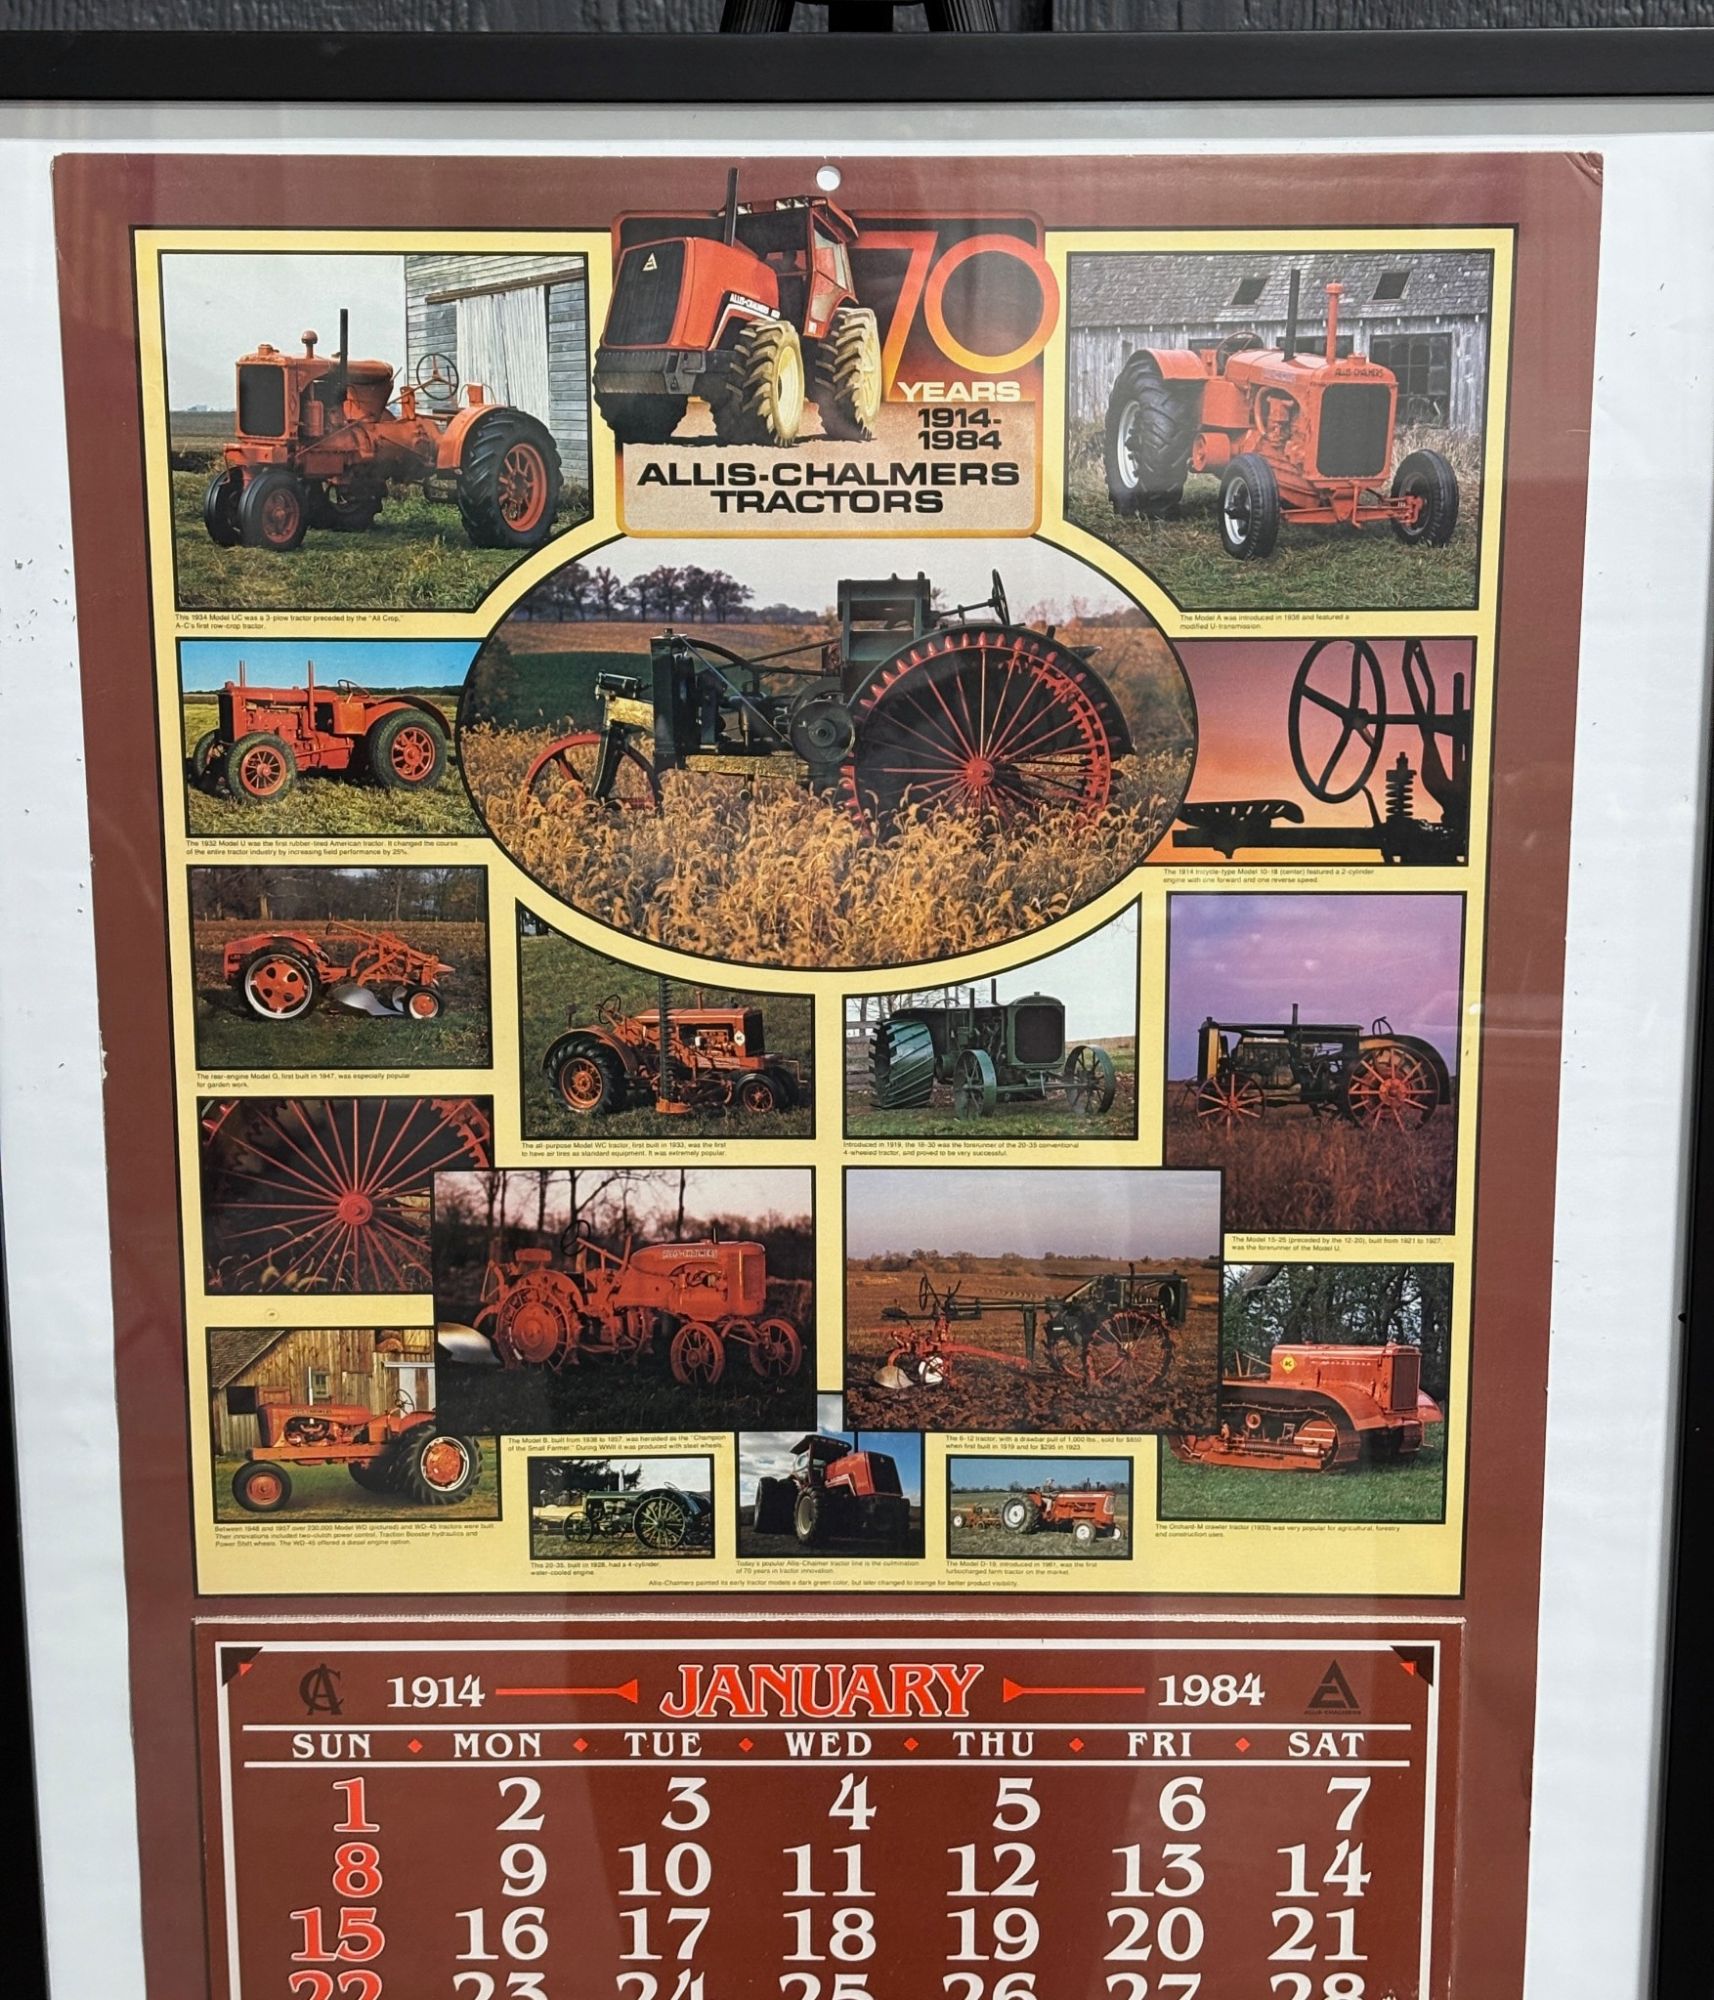 70
YEARS
1914-
1984
ALLIS-CHALMERS
TRACTORS
ALLIS-CHALMERS
ALLIS-CHALMERS
This 1934 Model UC was a 3-plow tractor preceded by the "All Crop,"
A-C's first row-crop tractor.
The Model A was introduced in 1936 and featured a
modified U-transmission.
The 1932 Model U was the first rubber-tired American tractor. It changed the course
of the entire tractor industry by increasing field performance by 25%.
The 1914 tricycle-type Model 10-18 (center) featured a 2-cylinder
engine with one forward and one reverse speed.
The rear-engine Model G, first built in 1947, was especially popular
for garden work.
The all-purpose Model WC tractor, first built in 1933, was the first
to have air tires as standard equipment. It was extremely popular.
Introduced in 1919, the 18-30 was the forerunner of the 20-35 conventional
4-wheeled tractor, and proved to be very successful.
The Model 15-25 (preceded by the 12-20), built from 1921 to 1927,
was the forerunner of the Model U.
ALLIS-CHALMERS
The Model B, built from 1938 to 1957, was heralded as the "Champion
of the Small Farmer." During WWII it was produced with steel wheels.
The 6-12 tractor, with a drawbar pull of 1,000 lbs., sold for $850
when first built in 1919 and for $295 in 1923.
Between 1948 and 1957 over 230,000 Model WD (pictured) and WD-45 tractors were built.
Their innovations included two-clutch power control, Traction Booster hydraulics and
Power Shift wheels. The WD-45 offered a diesel engine option.
The Orchard-M crawler tractor (1933) was very popular for agricultural, forestry
and construction uses.
This 20-35, built in 1928, had a 4-cylinder,
water-cooled engine.
Today's popular Allis-Chalmer tractor line is the culmination
of 70 years in tractor innovation.
The Model D-19, introduced in 1961, was the first
turbocharged farm tractor on the market.
Allis-Chalmers painted its early tractor models a dark green color, but later changed to orange for better product visibility.
AC 1914 JANUARY 1984 A
ALLIS-CHALMERS
SUN MON TUE WED THU FRI SAT
1 2 3 4 5 6 7
8 9 10 11 12 13 14
15 16 17 18 19 20 21
22 23 24 25 26 27 28